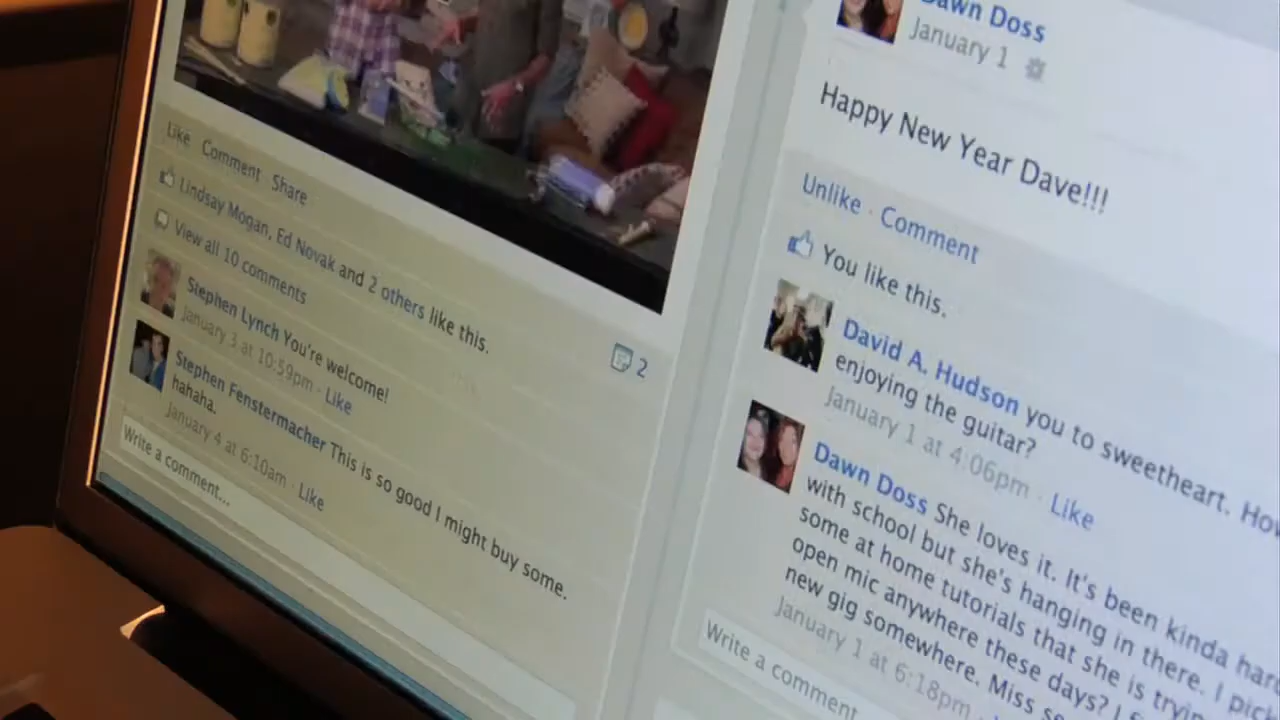 Like Comment Share
Lindsay Mogan, Ed Novak and 2 others like this.
View all 10 comments
2
Stephen Lynch You're welcome!
January 3 at 10:59pm · Like
Stephen Fenstermacher This is so good I might buy some.
hahaha.
January 4 at 6:10am · Like
Write a comment...
Dawn Doss
January 1
Happy New Year Dave!!!
Unlike · Comment
You like this.
David A. Hudson you to sweetheart.
enjoying the guitar?
January 1 at 4:06pm · Like
Dawn Doss She loves it. It's been kinda
with school but she's hanging in there. I
some at home tutorials that she is
open mic anywhere these days?
new gig somewhere. Miss
January 1 at 6:18pm
Write a comment